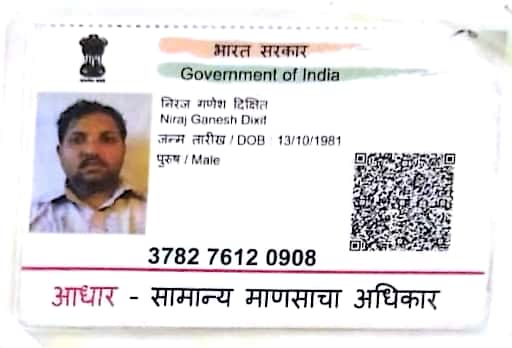 भारत सरकार
Government of India
निरज गणेश दिक्षित
Niraj Ganesh Dixit
जन्म तारीख / DOB : 13/10/1981
पुरुष / Male
3782 7612 0908
आधार - सामान्य माणसाचा अधिकार